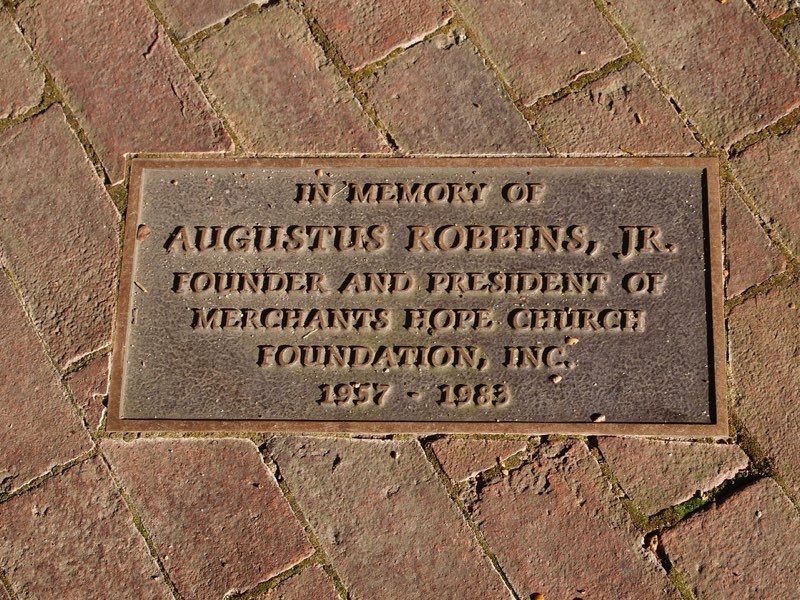 IN MEMORY OF
AUGUSTUS ROBBINS, JR.
FOUNDER AND PRESIDENT OF
MERCHANTS HOPE CHURCH
FOUNDATION, INC.
1957 - 1983